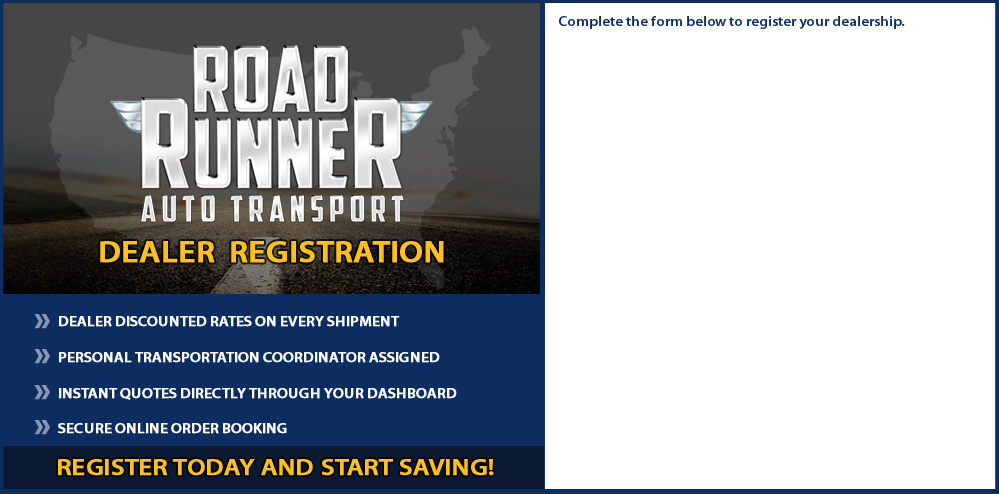 ROAD
RUNNER
AUTO TRANSPORT
DEALER REGISTRATION
DEALER DISCOUNTED RATES ON EVERY SHIPMENT
PERSONAL TRANSPORTATION COORDINATOR ASSIGNED
INSTANT QUOTES DIRECTLY THROUGH YOUR DASHBOARD
SECURE ONLINE ORDER BOOKING
REGISTER TODAY AND START SAVING!
Complete the form below to register your dealership.